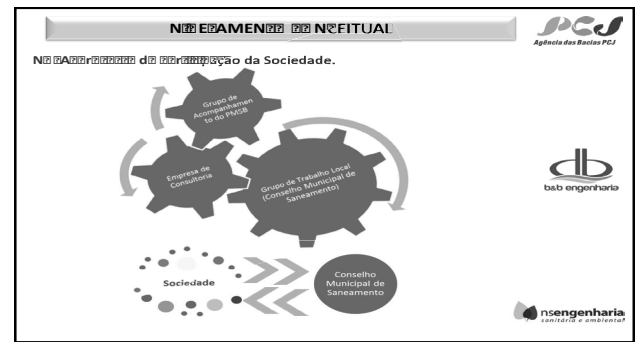 Agência das Bacias PCJ
da Sociedade.
Grupo de
Acompanhamen
to do PMSB
Empresa de
Consultoria
Grupo de Trabalho Local
(Conselho Municipal de
Saneamento)
b&b engenharia
Sociedade
Conselho
Municipal de
Saneamento
nsengenharia
sanitária e ambiental